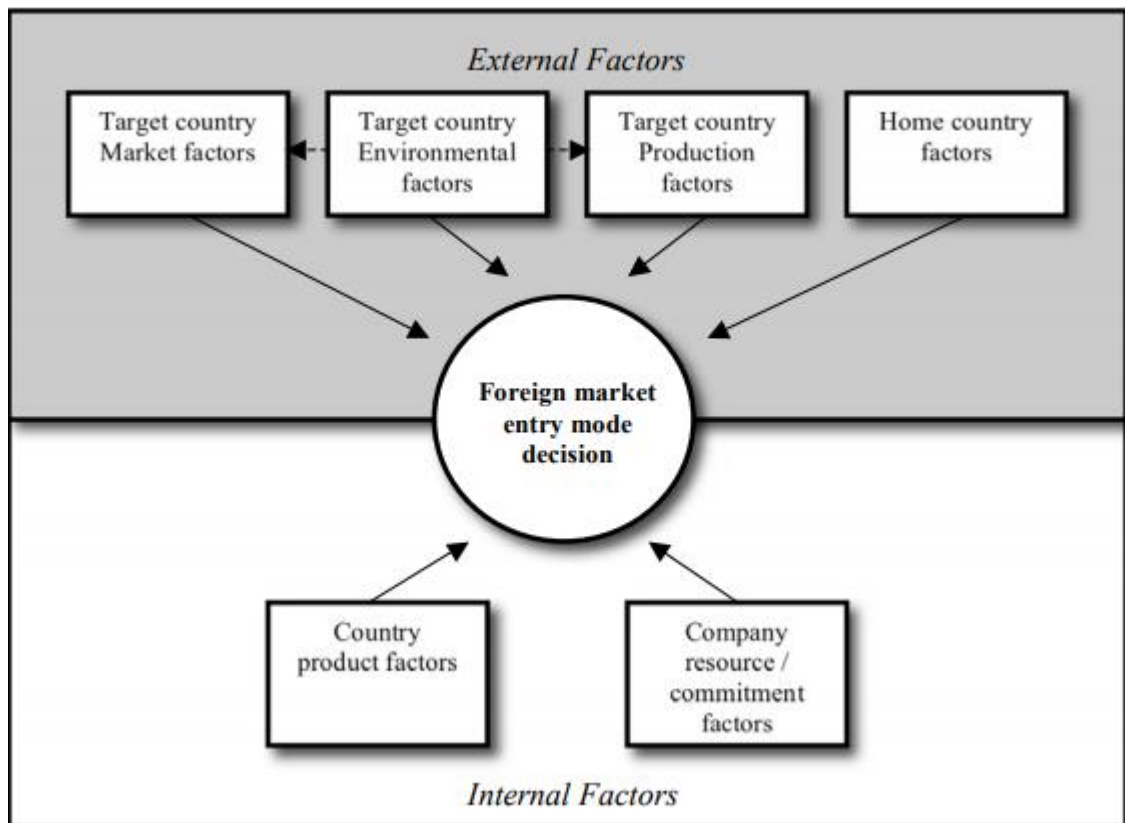 External Factors
Target country
Market factors
Target country
Environmental
factors
Target country
Production
factors
Home country
factors
Foreign market
entry mode
decision
Country
product factors
Company
resource /
commitment
factors
Internal Factors